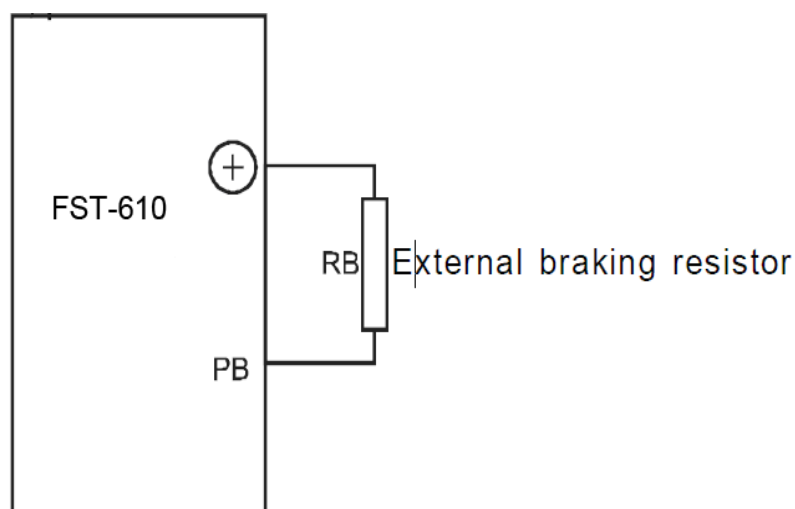 +
FST-610
RB External braking resistor
PB